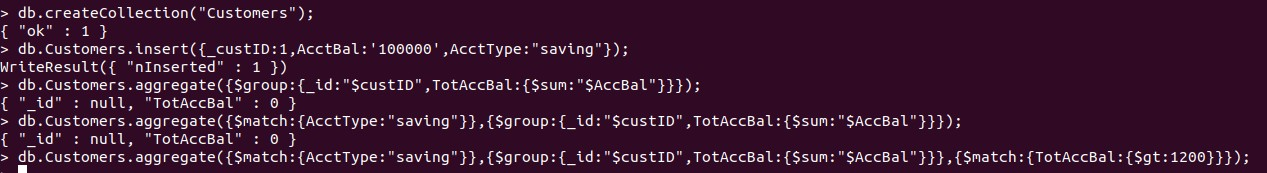 > db.createCollection("Customers");
{ "ok" : 1 }
> db.Customers.insert({_custID:1,AcctBal:'100000',AcctType:"saving"});
WriteResult({ "nInserted" : 1 })
> db.Customers.aggregate({$group:{_id:"$custID",TotAccBal:{$sum:"$AccBal"}}});
{ "_id" : null, "TotAccBal" : 0 }
> db.Customers.aggregate({$match:{AcctType:"saving"}},{$group:{_id:"$custID",TotAccBal:{$sum:"$AccBal"}}});
{ "_id" : null, "TotAccBal" : 0 }
> db.Customers.aggregate({$match:{AcctType:"saving"}},{$group:{_id:"$custID",TotAccBal:{$sum:"$AccBal"}}},{$match:{TotAccBal:{$gt:1200}}});
>